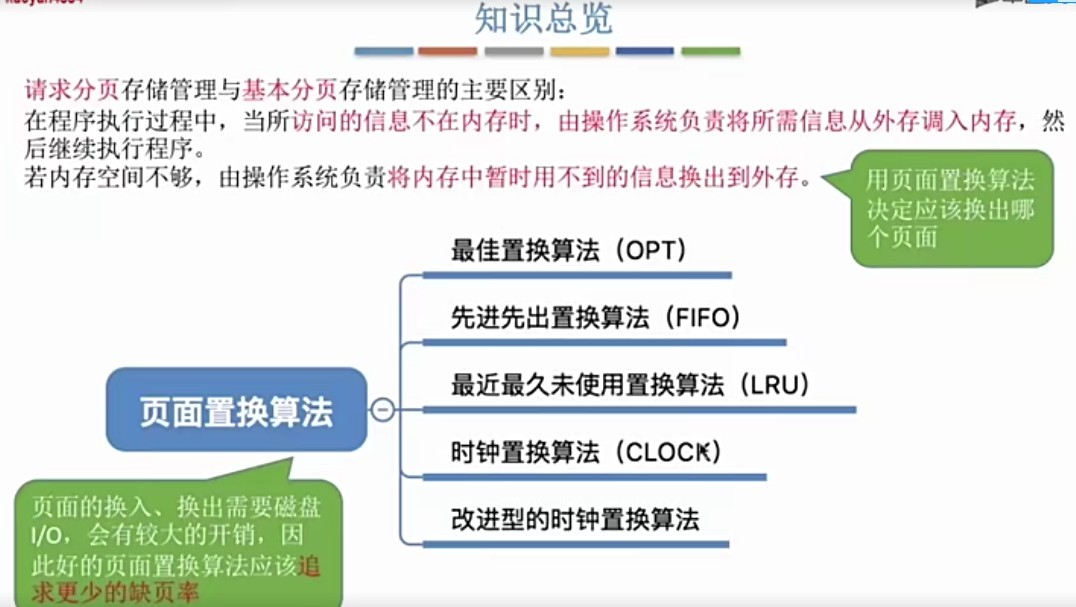 知识总览
请求分页存储管理与基本分页存储管理的主要区别：
在程序执行过程中，当所访问的信息不在内存时，由操作系统负责将所需信息从外存调入内存，然
后继续执行程序。
若内存空间不够，由操作系统负责将内存中暂时用不到的信息换出到外存。
用页面置换算法
决定应该换出哪
个页面
最佳置换算法（OPT）
先进先出置换算法（FIFO）
最近最久未使用置换算法（LRU）
页面置换算法
时钟置换算法（CLOCK）
改进型的时钟置换算法
页面的换入、换出需要磁盘
I/O，会有较大的开销，因
此好的页面置换算法应该追
求更少的缺页率